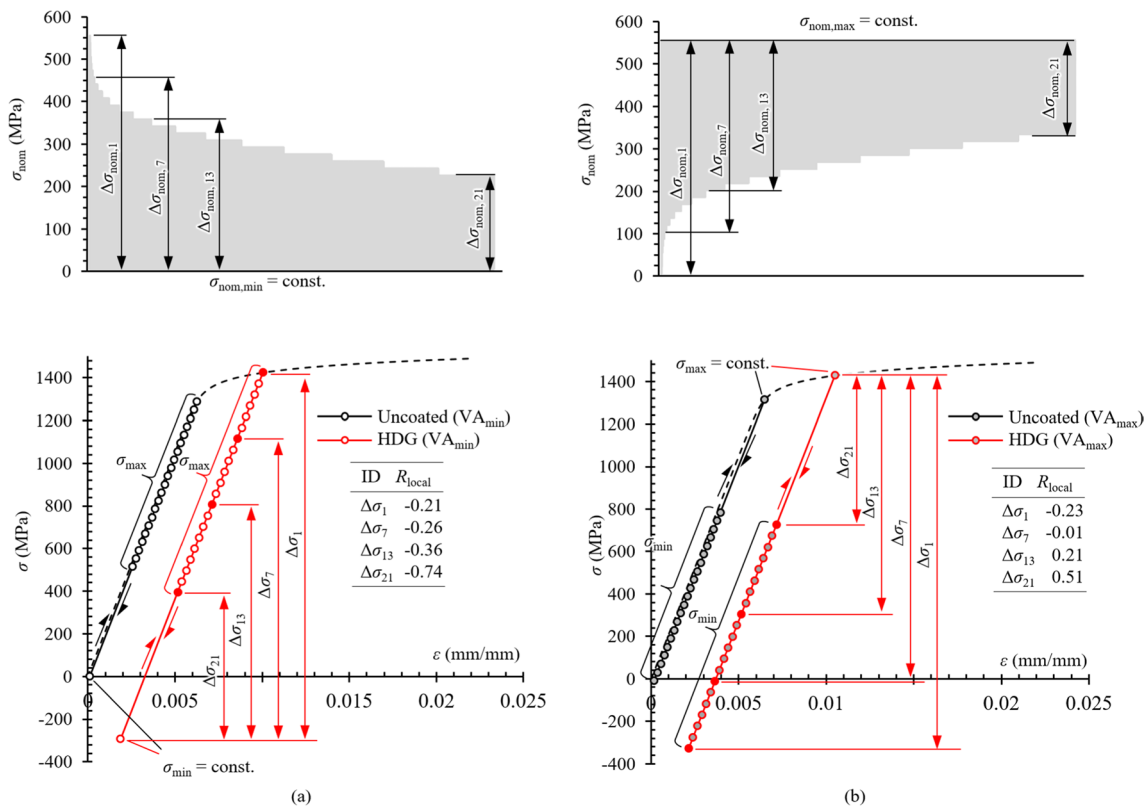 600
500
400
300
200
100
0
σnom (MPa)
Δσnom,1
Δσnom, 7
Δσnom, 13
Δσnom, 21
σnom,min = const.
σnom,max = const.
600
500
400
300
200
100
0
σnom (MPa)
Δσnom,1
Δσnom,7
Δσnom, 13
Δσnom, 21
1400
1200
1000
800
600
400
200
0
-200
-400
σ (MPa)
σmax
σmax
Uncoated (VAmin)
HDG (VAmin)
ID Rlocal
Δσ1 -0.21
Δσ7 -0.26
Δσ13 -0.36
Δσ21 -0.74
Δσ1
Δσ7
Δσ13
Δσ21
ε (mm/mm)
0 0.005 0.01 0.015 0.02 0.025
σmin = const.
(a)
1400
1200
1000
800
600
400
200
0
-200
-400
σ (MPa)
σmax = const.
Uncoated (VAmax)
HDG (VAmax)
ID Rlocal
Δσ1 -0.23
Δσ7 -0.01
Δσ13 0.21
Δσ21 0.51
σmin
σmin
Δσ21
Δσ13
Δσ7
Δσ1
ε (mm/mm)
0 0.005 0.01 0.015 0.02 0.025
(b)